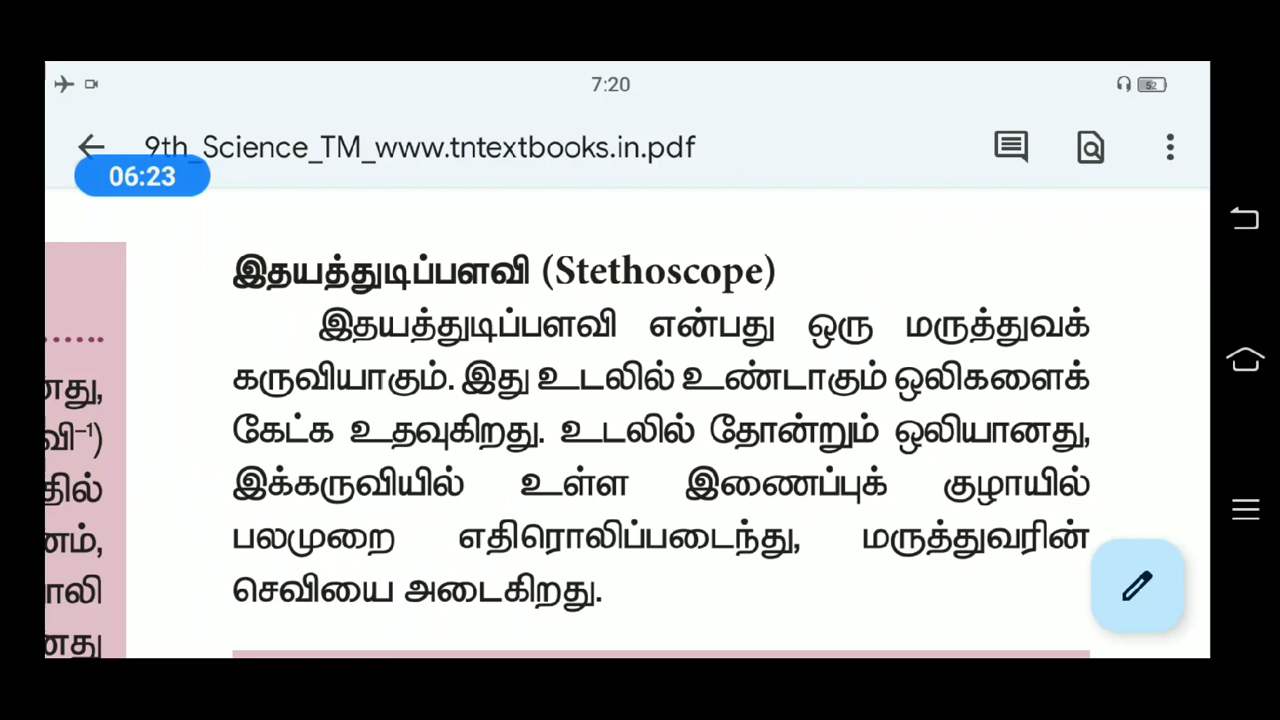 7:20
52
9th_Science_TM_www.tntextbooks.in.pdf
06:23
இதயத்துடிப்பளவி (Stethoscope)
இதயத்துடிப்பளவி என்பது ஒரு மருத்துவக்
கருவியாகும். இது உடலில் உண்டாகும் ஒலிகளைக்
கேட்க உதவுகிறது. உடலில் தோன்றும் ஒலியானது,
இக்கருவியில் உள்ள இணைப்புக் குழாயில்
பலமுறை எதிரொலிப்படைந்து, மருத்துவரின்
செவியை அடைகிறது.